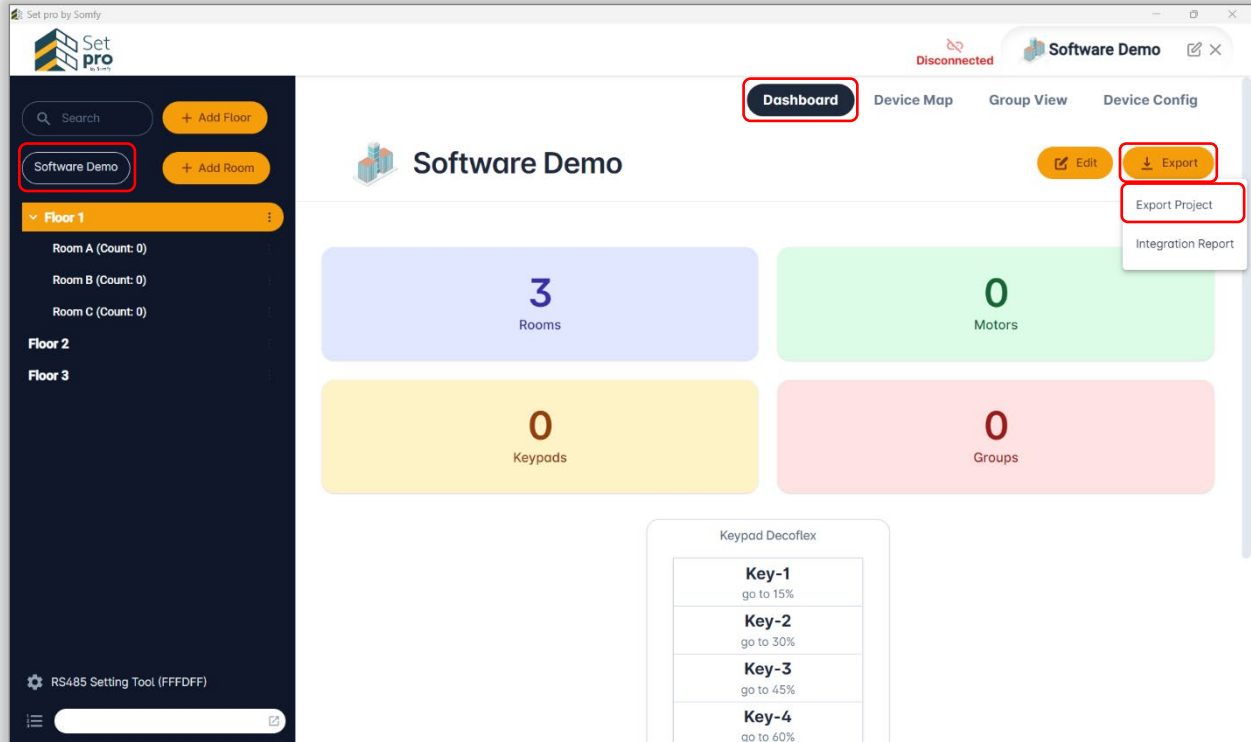 Set pro by Somfy
Set
pro
by Somfy
Disconnected
Software Demo
Search
+ Add Floor
Software Demo
+ Add Room
Dashboard
Device Map
Group View
Device Config
Software Demo
Edit
Export
Export Project
Integration Report
Floor 1
Room A (Count: 0)
Room B (Count: 0)
Room C (Count: 0)
Floor 2
Floor 3
3
Rooms
0
Motors
0
Keypads
0
Groups
Keypad Decoflex
Key-1
go to 15%
Key-2
go to 30%
Key-3
go to 45%
Key-4
go to 60%
RS485 Setting Tool (FFFDFF)